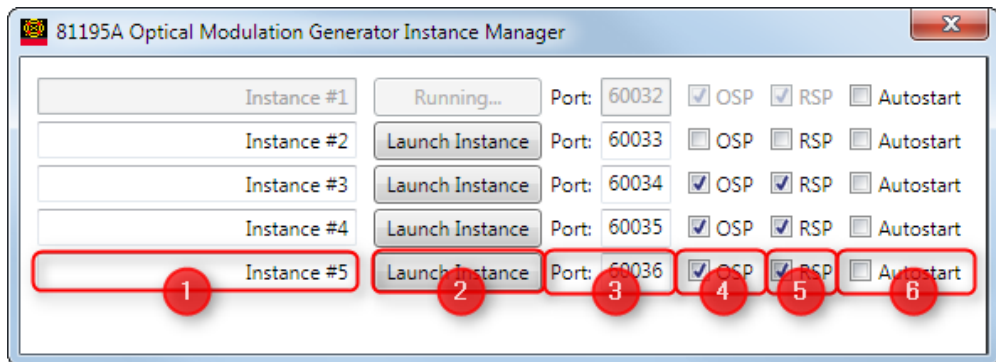 81195A Optical Modulation Generator Instance Manager
Instance #1 Running... Port: 60032 OSP RSP Autostart
Instance #2 Launch Instance Port: 60033 OSP RSP Autostart
Instance #3 Launch Instance Port: 60034 OSP RSP Autostart
Instance #4 Launch Instance Port: 60035 OSP RSP Autostart
Instance #5 Launch Instance Port: 60036 OSP RSP Autostart
1 2 3 4 5 6